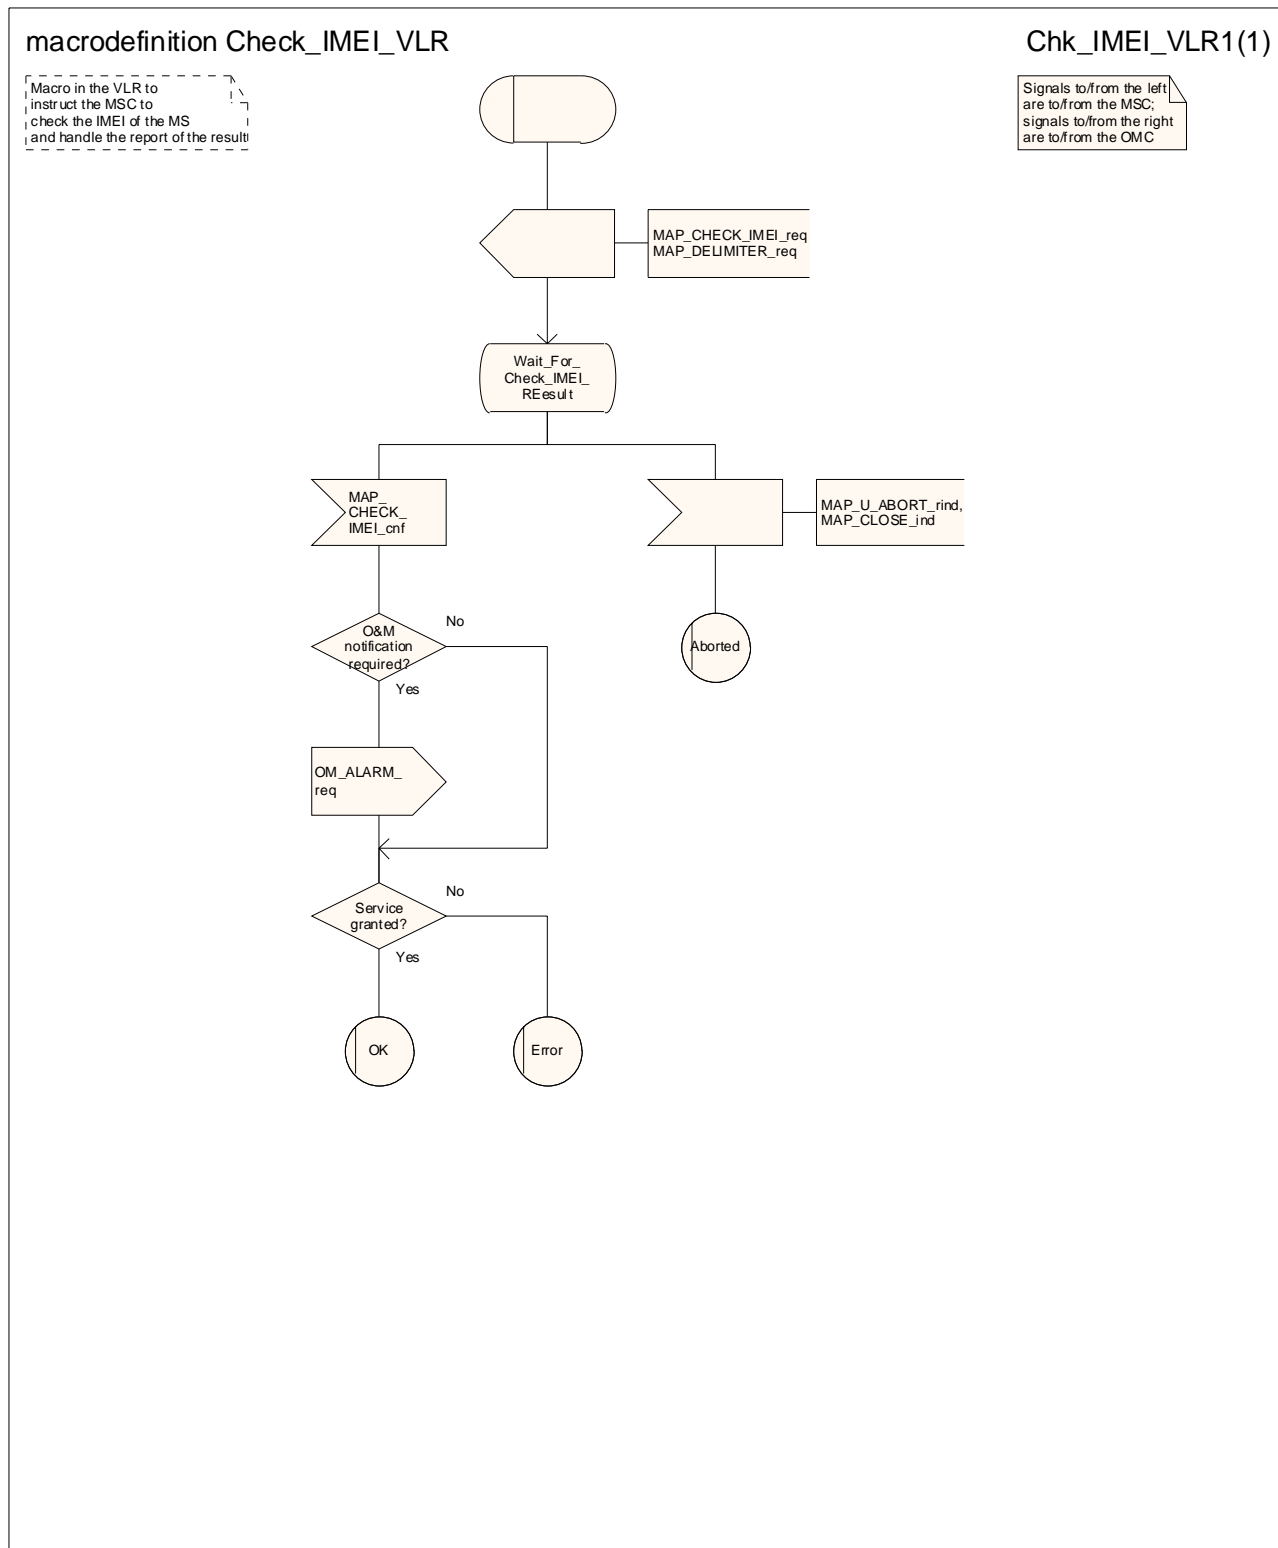 macrodefinition Check_IMEI_VLR
Chk_IMEI_VLR1(1)
Macro in the VLR to
instruct the MSC to
check the IMEI of the MS
and handle the report of the result
Signals to/from the left
are to/from the MSC;
signals to/from the right
are to/from the OMC
MAP_CHECK_IMEI_req
MAP_DELIMITER_req
Wait_For_
Check_IMEI_
REesult
MAP_
CHECK_
IMEI_cnf
MAP_U_ABORT_rind,
MAP_CLOSE_ind
O&M
notification
required?
No
Yes
Aborted
OM_ALARM_
req
Service
granted?
No
Yes
OK
Error